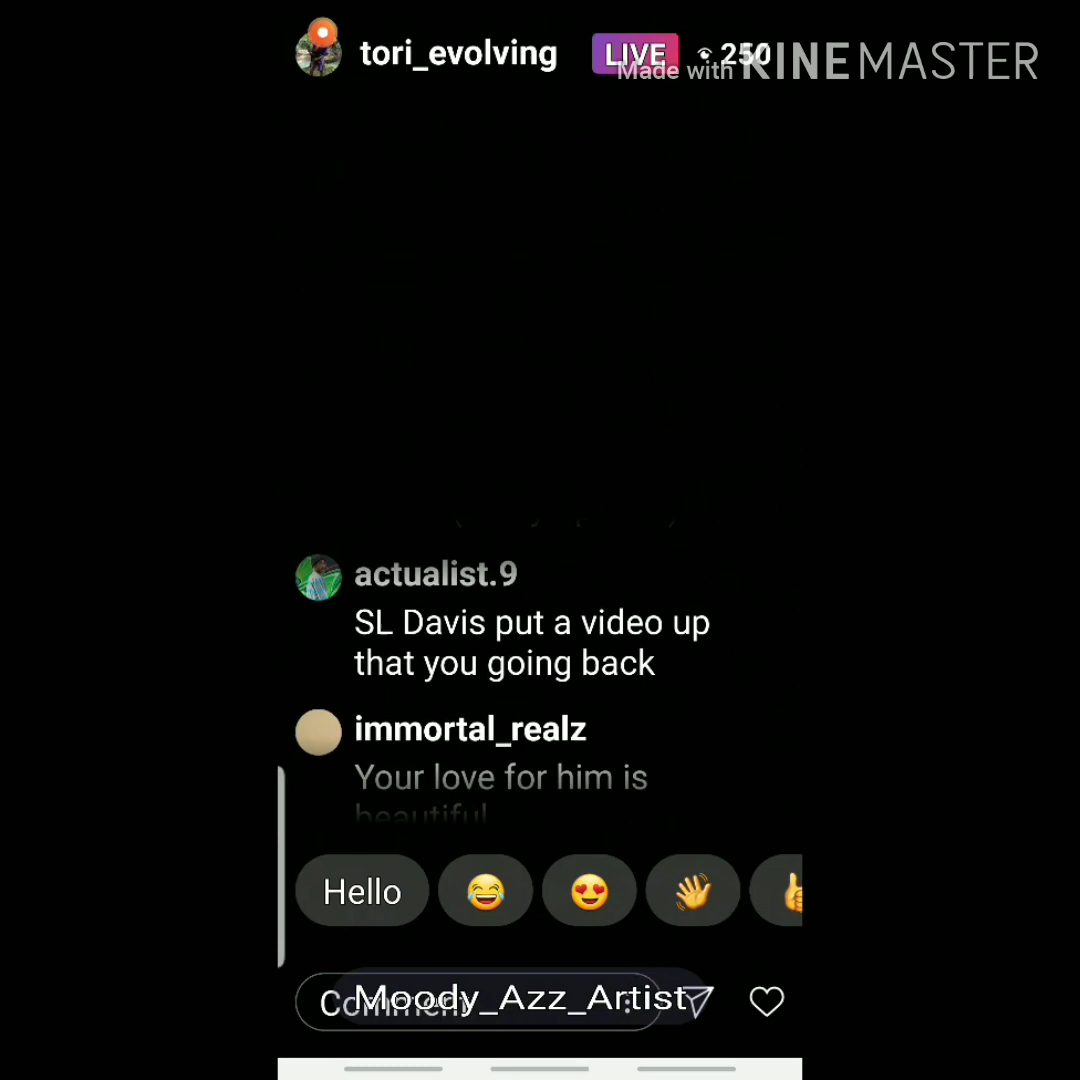 tori_evolving LIVE 250
Made with KINEMASTER
actualist.9
SL Davis put a video up
that you going back
immortal_realz
Your love for him is
beautiful
Hello
Comment
Moody_Azz_Artist